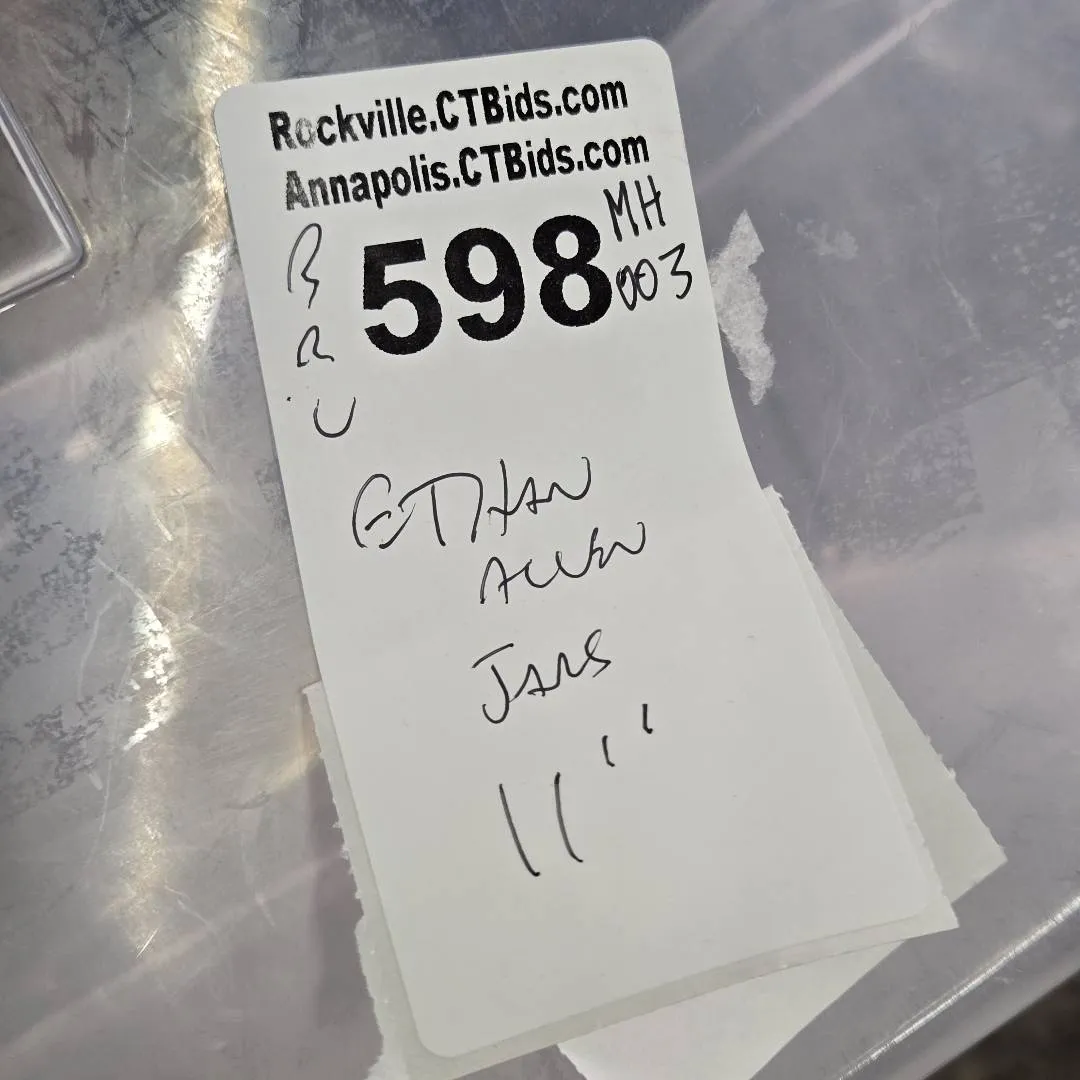 Rockville.CTBids.com
Annapolis.CTBids.com
598
MH
003
B
R
U
ETHAN
ALLEN
JARS
11"